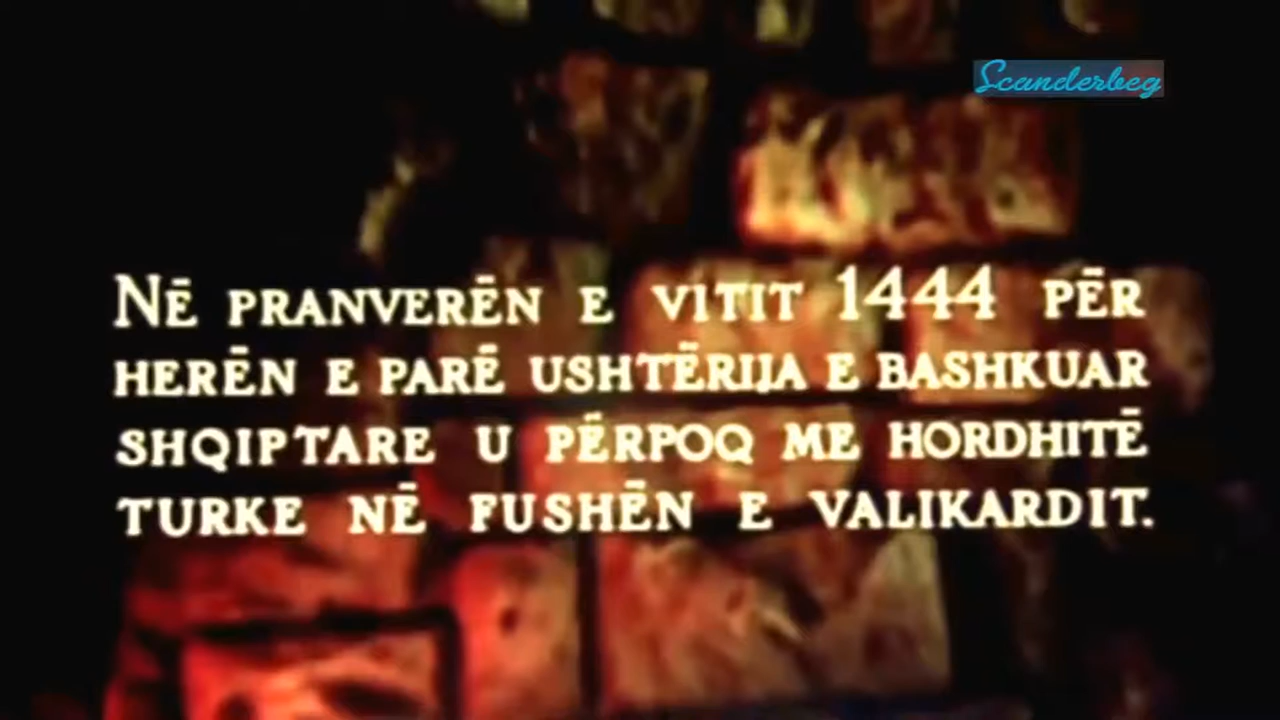 Scanderbeg
NË PRANVERËN E VITIT 1444 PËR
HERËN E PARË USHTËRIJA E BASHKUAR
SHQIPTARE U PËRPOQ ME HORDHITË
TURKE NË FUSHËN E VALIKARDIT.